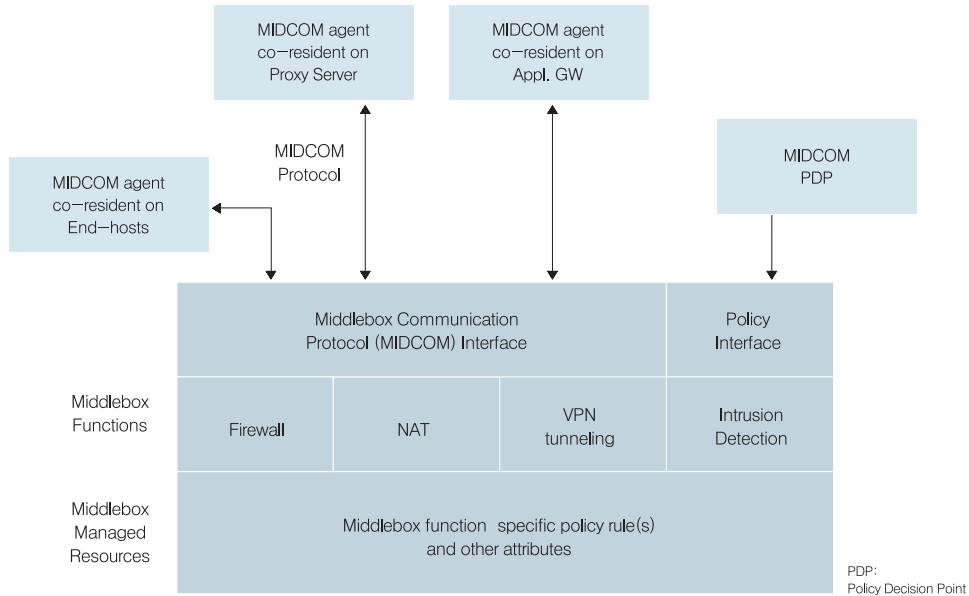 MIDCOM agent
co-resident on
Proxy Server
MIDCOM agent
co-resident on
Appl. GW
MIDCOM
Protocol
MIDCOM
PDP
MIDCOM agent
co-resident on
End-hosts
Middlebox Communication
Protocol (MIDCOM) Interface
Policy
Interface
Middlebox
Functions
Firewall
NAT
VPN
tunneling
Intrusion
Detection
Middlebox
Managed
Resources
Middlebox function specific policy rule(s)
and other attributes
PDP:
Policy Decision Point